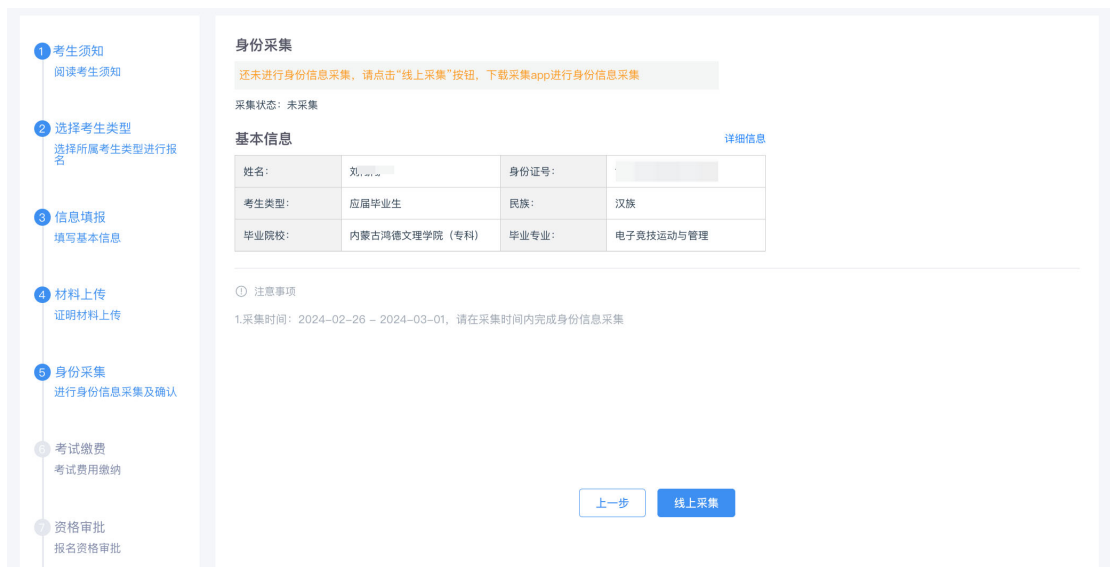 1 考生须知
阅读考生须知
2 选择考生类型
选择所属考生类型进行报
名
3 信息填报
填写基本信息
4 材料上传
证明材料上传
5 身份采集
进行身份信息采集及确认
6 考试缴费
考试费用缴纳
7 资格审批
报名资格审批
身份采集
还未进行身份信息采集，请点击“线上采集”按钮，下载采集app进行身份信息采集
采集状态：未采集
基本信息 详细信息
姓名： 刘 身份证号：
考生类型： 应届毕业生 民族： 汉族
毕业院校： 内蒙古鸿德文理学院（专科） 毕业专业： 电子竞技运动与管理
注意事项
1.采集时间：2024-02-26 - 2024-03-01，请在采集时间内完成身份信息采集
上一步 线上采集